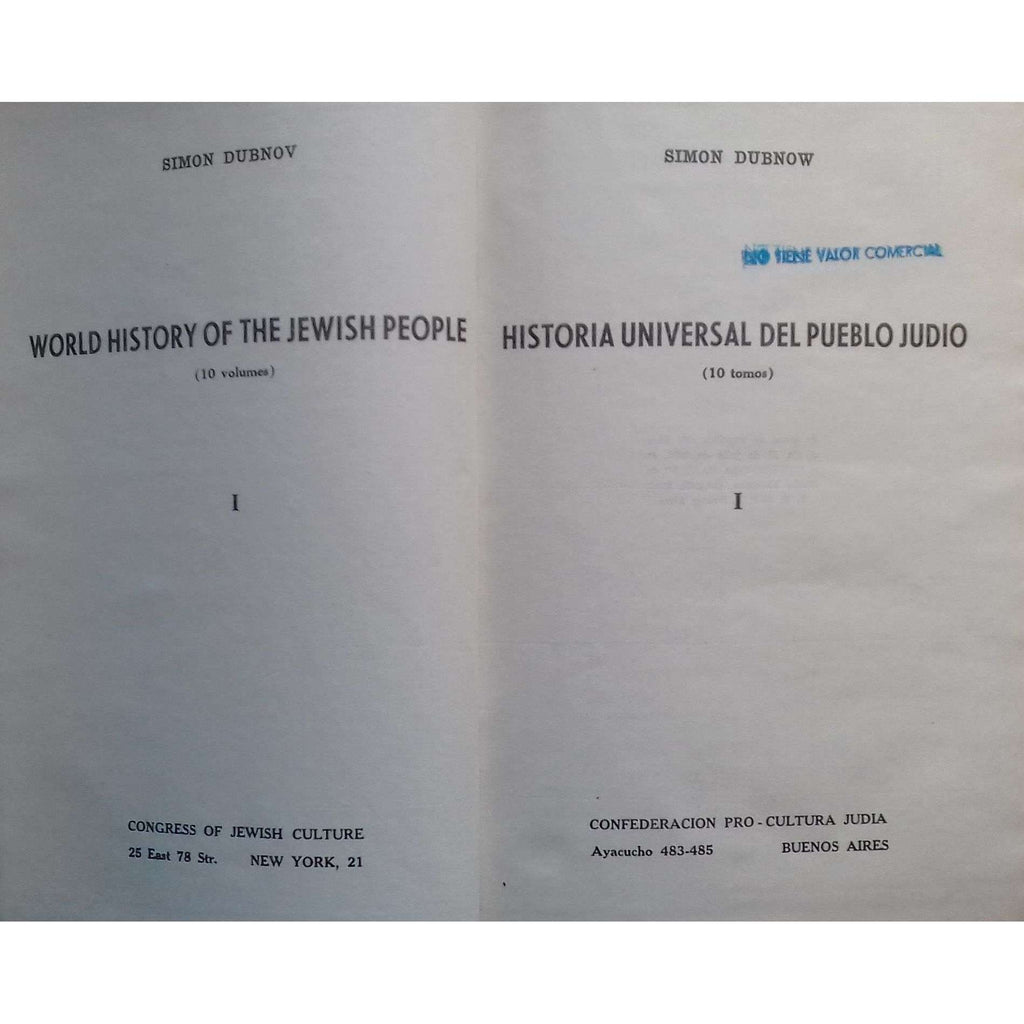 SIMON DUBNOV
WORLD HISTORY OF THE JEWISH PEOPLE
(10 volumes)
I
CONGRESS OF JEWISH CULTURE
25 East 78 Str. NEW YORK, 21
SIMON DUBNOW
NO TIENE VALOR COMERCIAL
HISTORIA UNIVERSAL DEL PUEBLO JUDIO
(10 tomos)
I
CONFEDERACION PRO-CULTURA JUDIA
Ayacucho 483-485 BUENOS AIRES